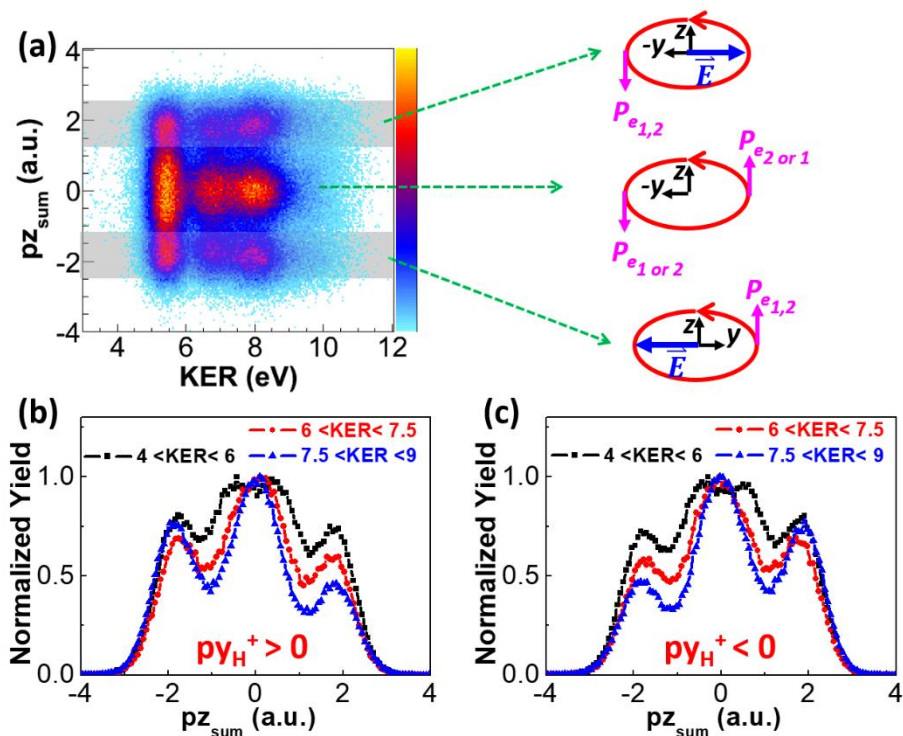 (a)
pz_sum (a.u.)
4
2
0
-2
-4
4 6 8 10 12
KER (eV)
z
-y
E
P_e1,2
z
-y
P_e2 or 1
P_e1 or 2
z
y
E
P_e1,2
(b)
6 <KER< 7.5
4 <KER< 6
7.5 <KER <9
Normalized Yield
1.0
0.5
0.0
py_H+ > 0
-4 -2 0 2 4
pz_sum (a.u.)
(c)
6 <KER< 7.5
4 <KER< 6
7.5 <KER< 9
Normalized Yield
1.0
0.5
0.0
py_H+ < 0
-4 -2 0 2 4
pz_sum (a.u.)